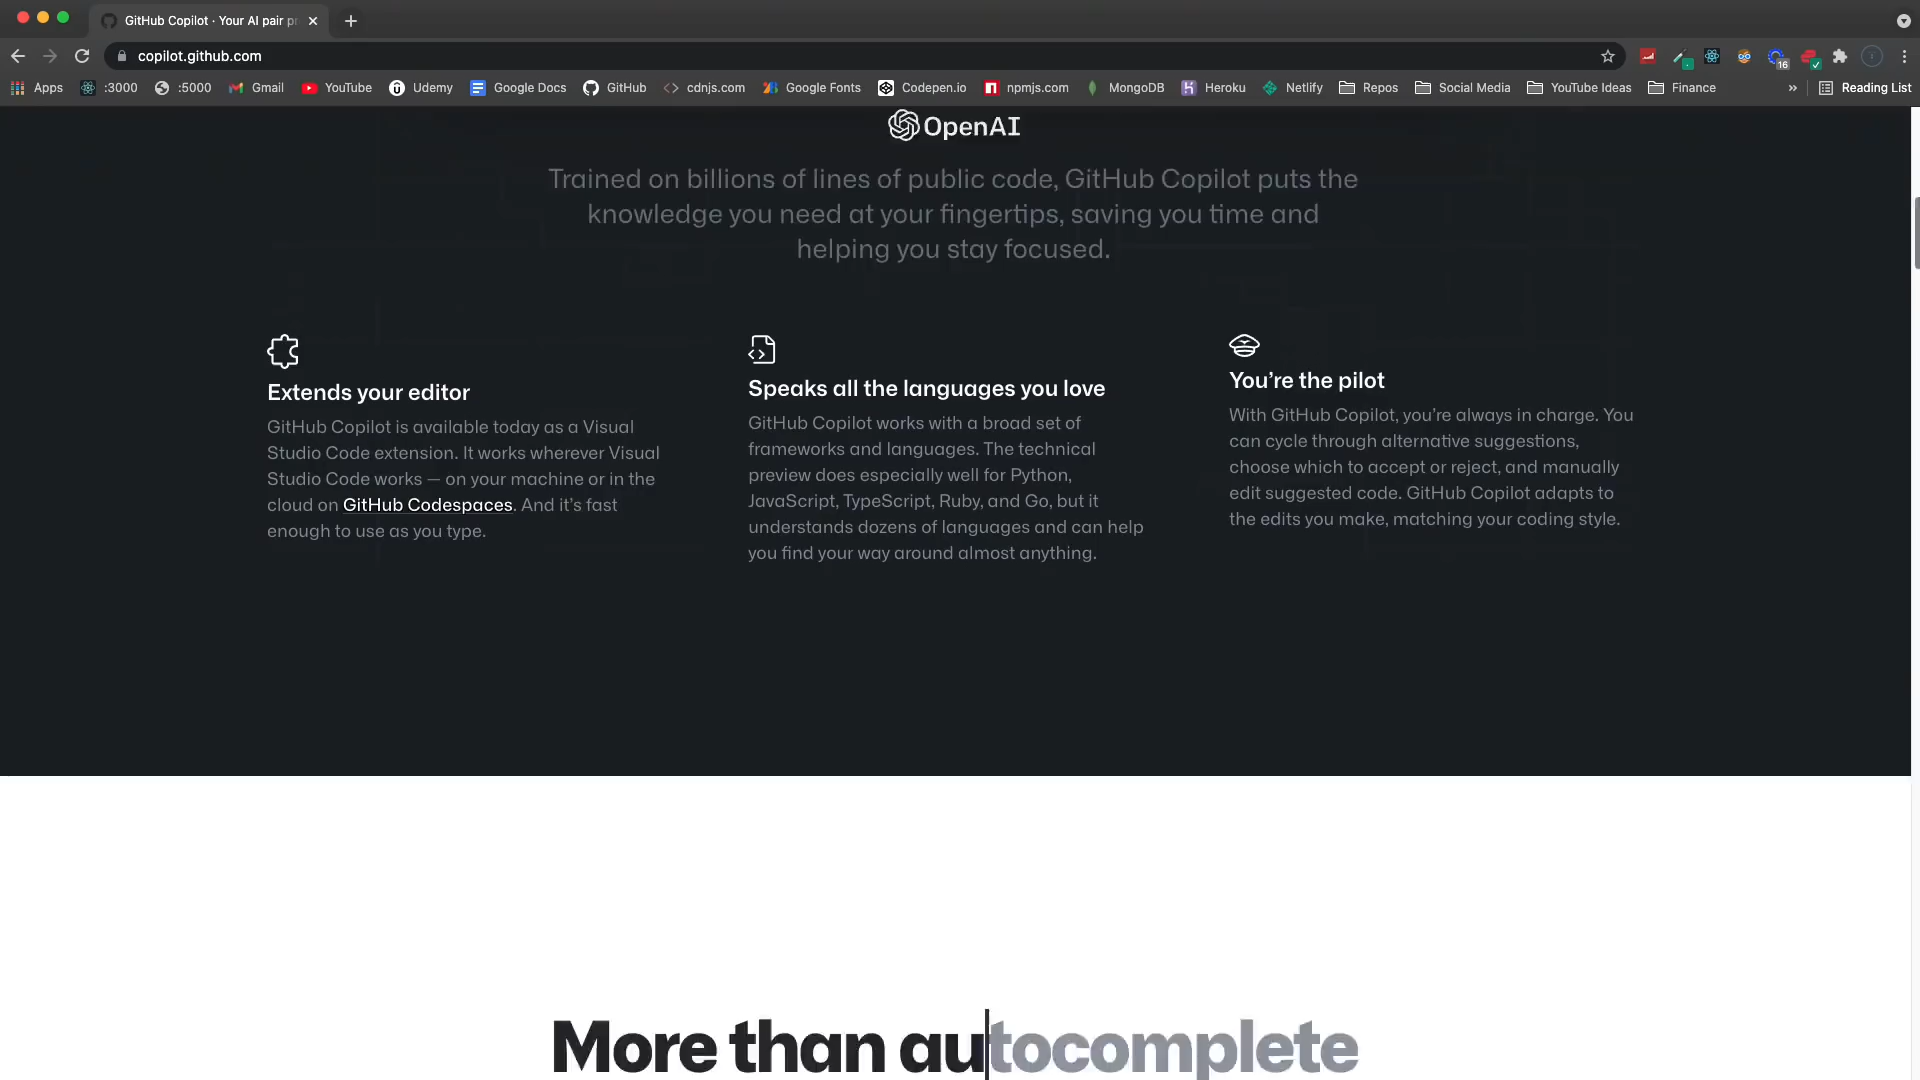 GitHub Copilot · Your AI pair pr
copilot.github.com
16
Apps :3000 :5000 Gmail YouTube Udemy Google Docs GitHub cdnjs.com Google Fonts Codepen.io npmjs.com MongoDB Heroku Netlify Repos Social Media YouTube Ideas Finance » Reading List
OpenAI
Trained on billions of lines of public code, GitHub Copilot puts the
knowledge you need at your fingertips, saving you time and
helping you stay focused.
Extends your editor
GitHub Copilot is available today as a Visual
Studio Code extension. It works wherever Visual
Studio Code works — on your machine or in the
cloud on GitHub Codespaces. And it’s fast
enough to use as you type.
Speaks all the languages you love
GitHub Copilot works with a broad set of
frameworks and languages. The technical
preview does especially well for Python,
JavaScript, TypeScript, Ruby, and Go, but it
understands dozens of languages and can help
you find your way around almost anything.
You’re the pilot
With GitHub Copilot, you’re always in charge. You
can cycle through alternative suggestions,
choose which to accept or reject, and manually
edit suggested code. GitHub Copilot adapts to
the edits you make, matching your coding style.
More than autocomplete